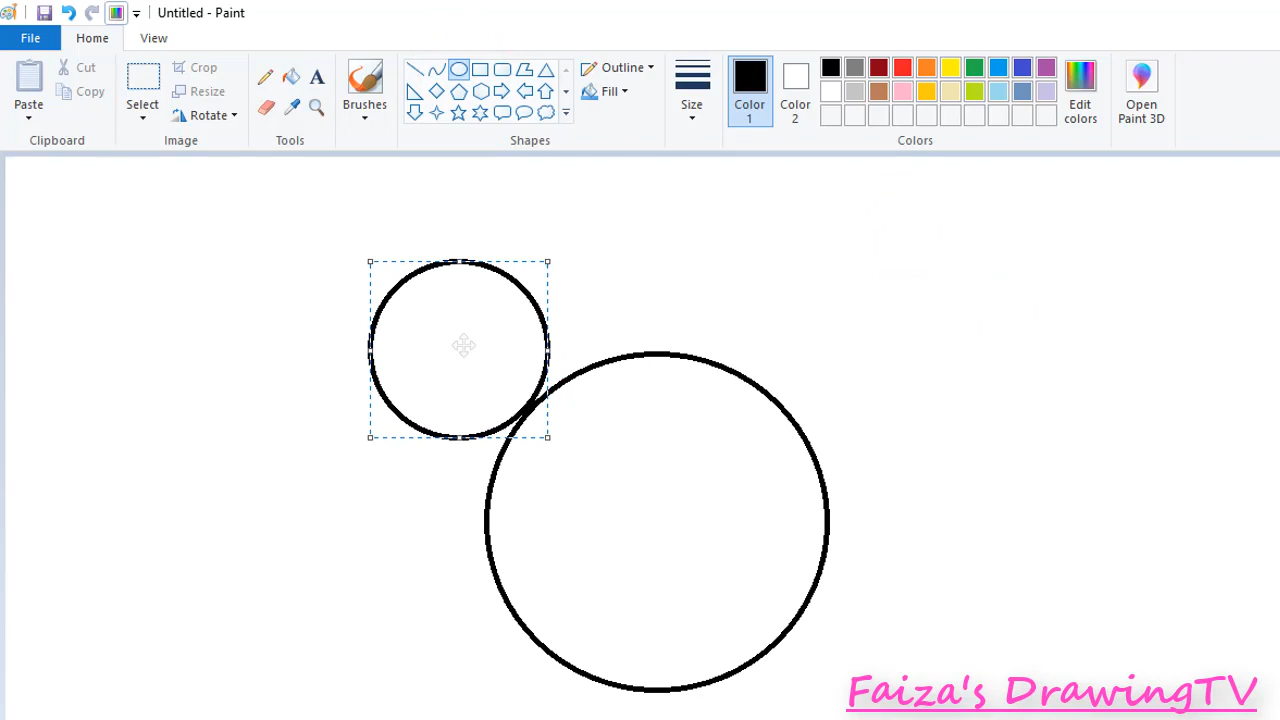 Untitled - Paint
File Home View
Paste
Cut
Copy
Clipboard
Select
Crop
Resize
Rotate
Image
A
Tools
Brushes
Outline
Fill
Shapes
Size
Color 1
Color 2
Edit colors
Colors
Open Paint 3D
Faiza's DrawingTV